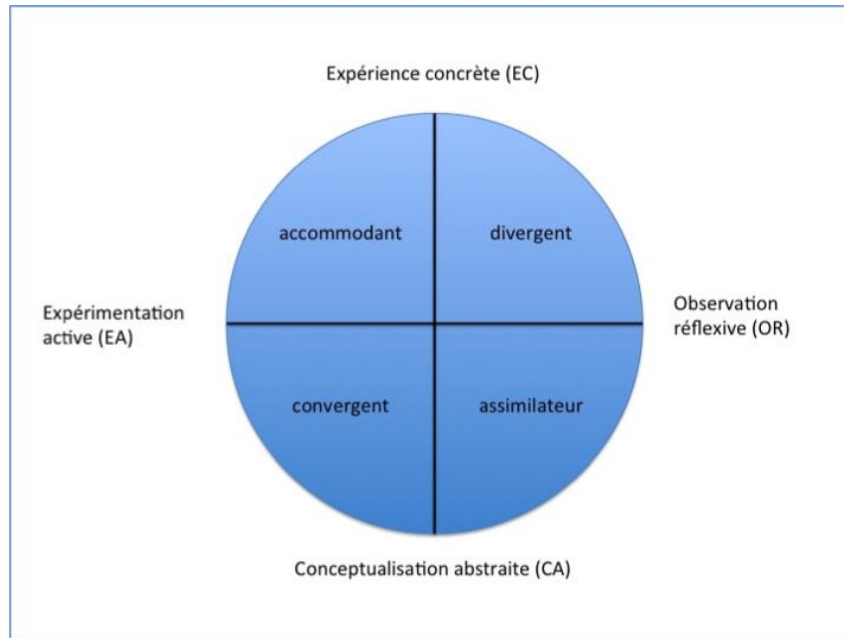 Expérience concrète (EC)
accommodant
divergent
Expérimentation
active (EA)
Observation
réflexive (OR)
convergent
assimilateur
Conceptualisation abstraite (CA)